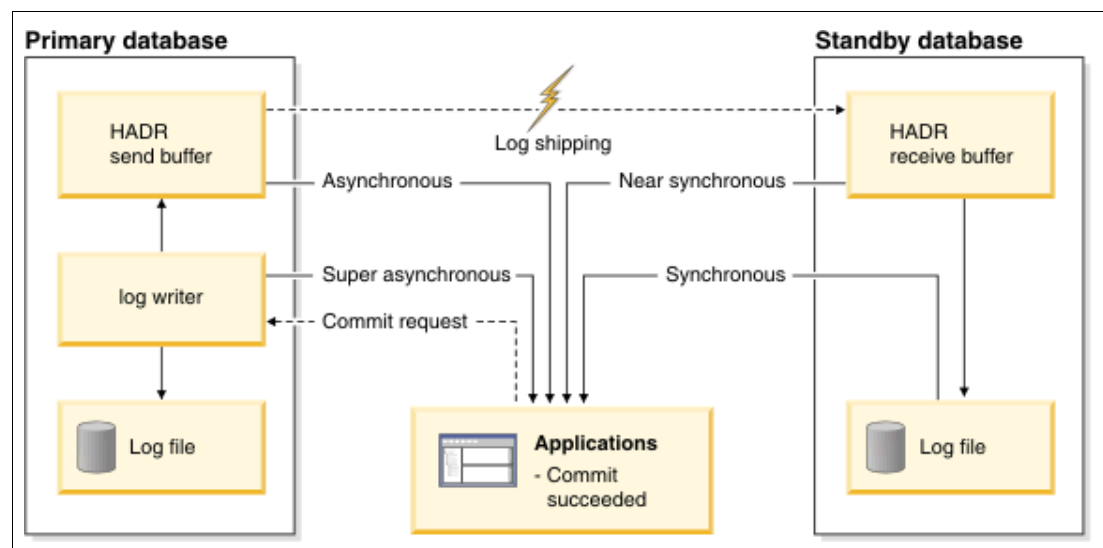 Primary database
Standby database
HADR
send buffer
HADR
receive buffer
Log shipping
Asynchronous
Near synchronous
log writer
Super asynchronous
Synchronous
Commit request
Log file
Applications
- Commit
succeeded
Log file